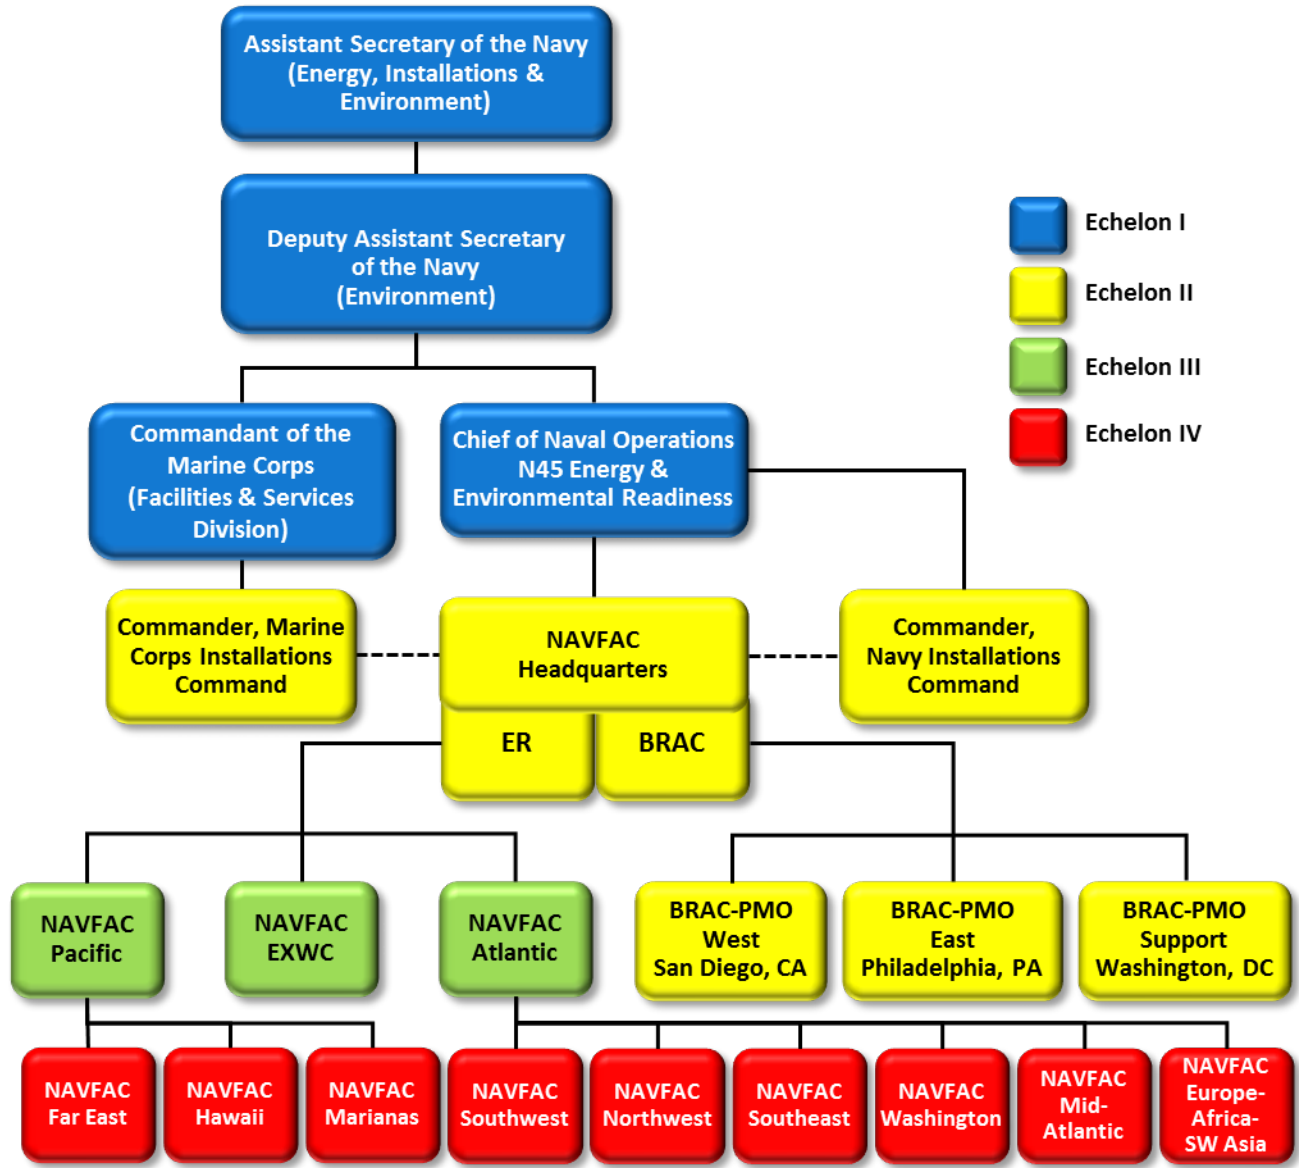 Assistant Secretary of the Navy
(Energy, Installations &
Environment)
Deputy Assistant Secretary
of the Navy
(Environment)
Echelon I
Echelon II
Echelon III
Echelon IV
Commandant of the
Marine Corps
(Facilities & Services
Division)
Chief of Naval Operations
N45 Energy &
Environmental Readiness
Commander, Marine
Corps Installations
Command
NAVFAC
Headquarters
Commander,
Navy Installations
Command
ER
BRAC
NAVFAC
Pacific
NAVFAC
EXWC
NAVFAC
Atlantic
BRAC-PMO
West
San Diego, CA
BRAC-PMO
East
Philadelphia, PA
BRAC-PMO
Support
Washington, DC
NAVFAC
Far East
NAVFAC
Hawaii
NAVFAC
Marianas
NAVFAC
Southwest
NAVFAC
Northwest
NAVFAC
Southeast
NAVFAC
Washington
NAVFAC
Mid-
Atlantic
NAVFAC
Europe-
Africa-
SW Asia